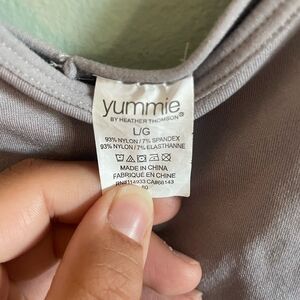 yummie
BY HEATHER THOMSON®
L/G
93% NYLON / 7% SPANDEX
93% NYLON / 7% ELASTHANNE
MADE IN CHINA
FABRIQUÉ EN CHINE